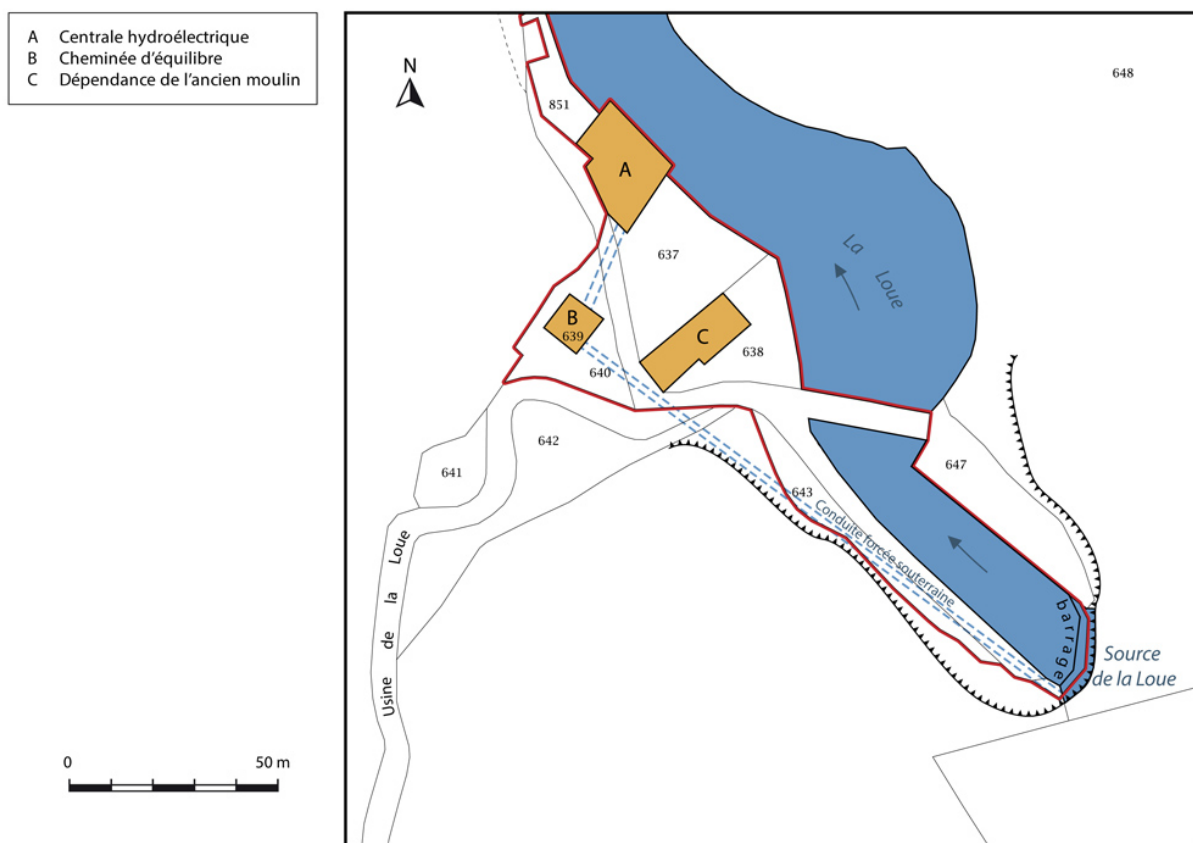 A Centrale hydroélectrique
B Cheminée d'équilibre
C Dépendance de l'ancien moulin
N
648
851
A
La Loue
637
B
639
C
638
640
642
641
647
643
Conduite forcée souterraine
Usine de la Loue
barrage
Source
de la Loue
0 50 m